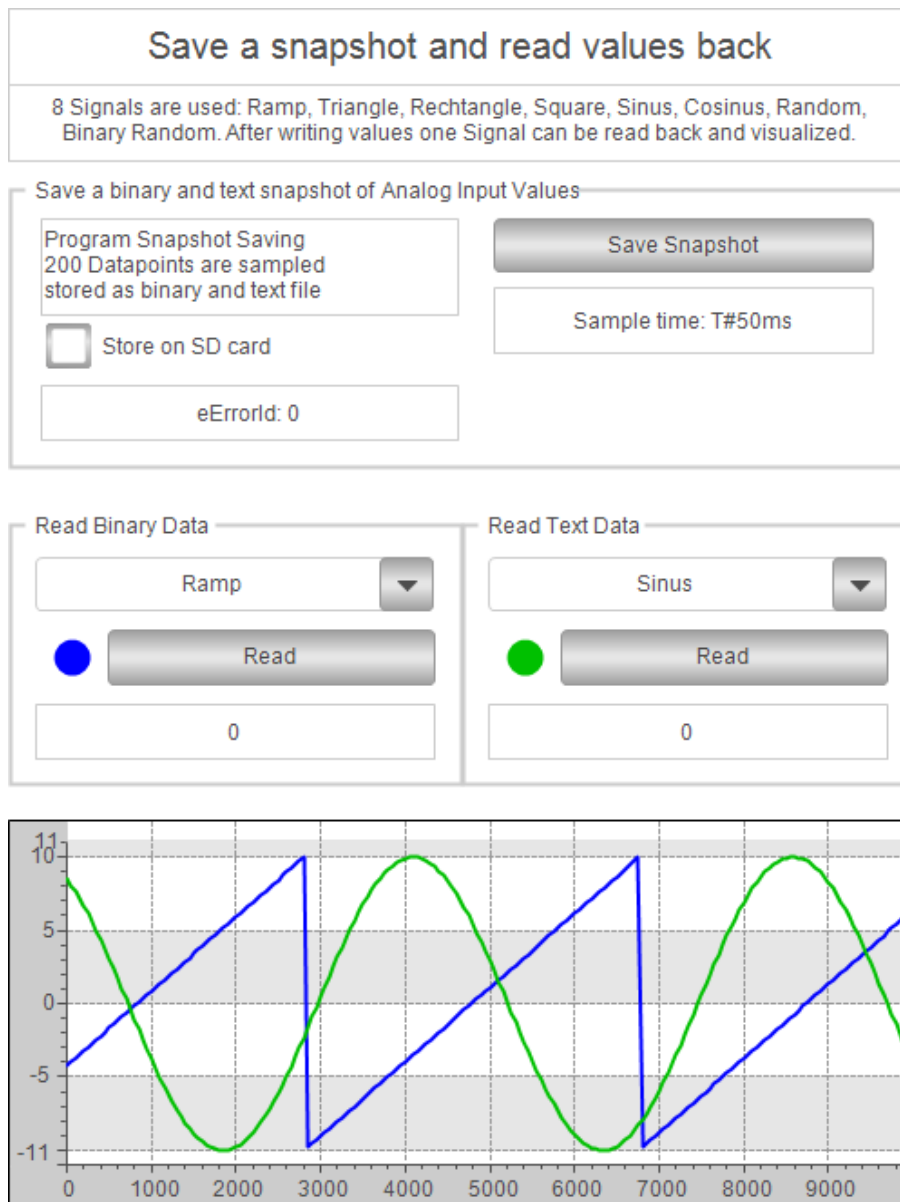 Save a snapshot and read values back
8 Signals are used: Ramp, Triangle, Rechtangle, Square, Sinus, Cosinus, Random,
Binary Random. After writing values one Signal can be read back and visualized.
Save a binary and text snapshot of Analog Input Values
Program Snapshot Saving
200 Datapoints are sampled
stored as binary and text file
Save Snapshot
Sample time: T#50ms
Store on SD card
eErrorId: 0
Read Binary Data
Read Text Data
Ramp
Sinus
Read
Read
0
0
11
10
5
0
-5
-11
0 1000 2000 3000 4000 5000 6000 7000 8000 9000